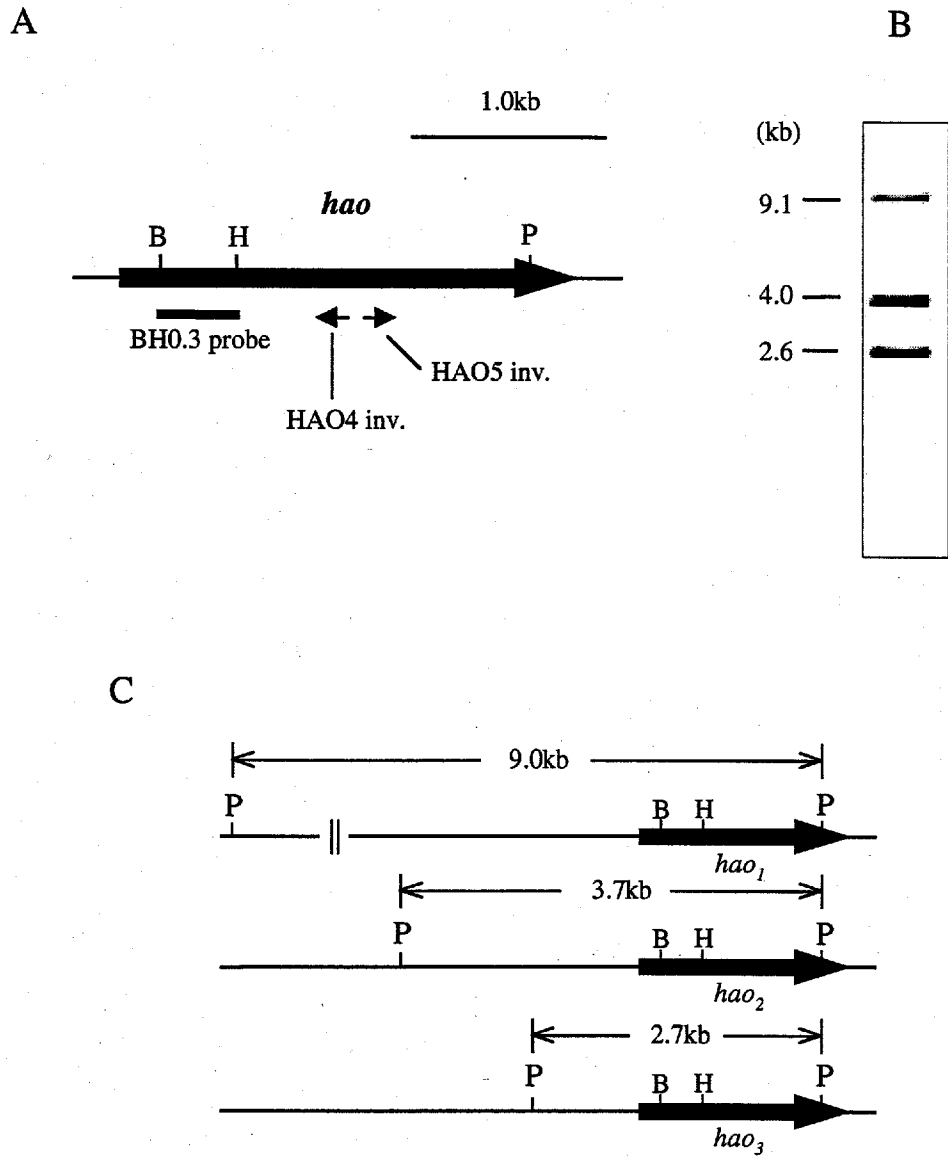 A
B
1.0kb
(kb)
hao
B H P
9.1
4.0
2.6
BH0.3 probe
HAO5 inv.
HAO4 inv.
C
9.0kb
P B H P
hao1
3.7kb
P B H P
hao2
2.7kb
P B H P
hao3